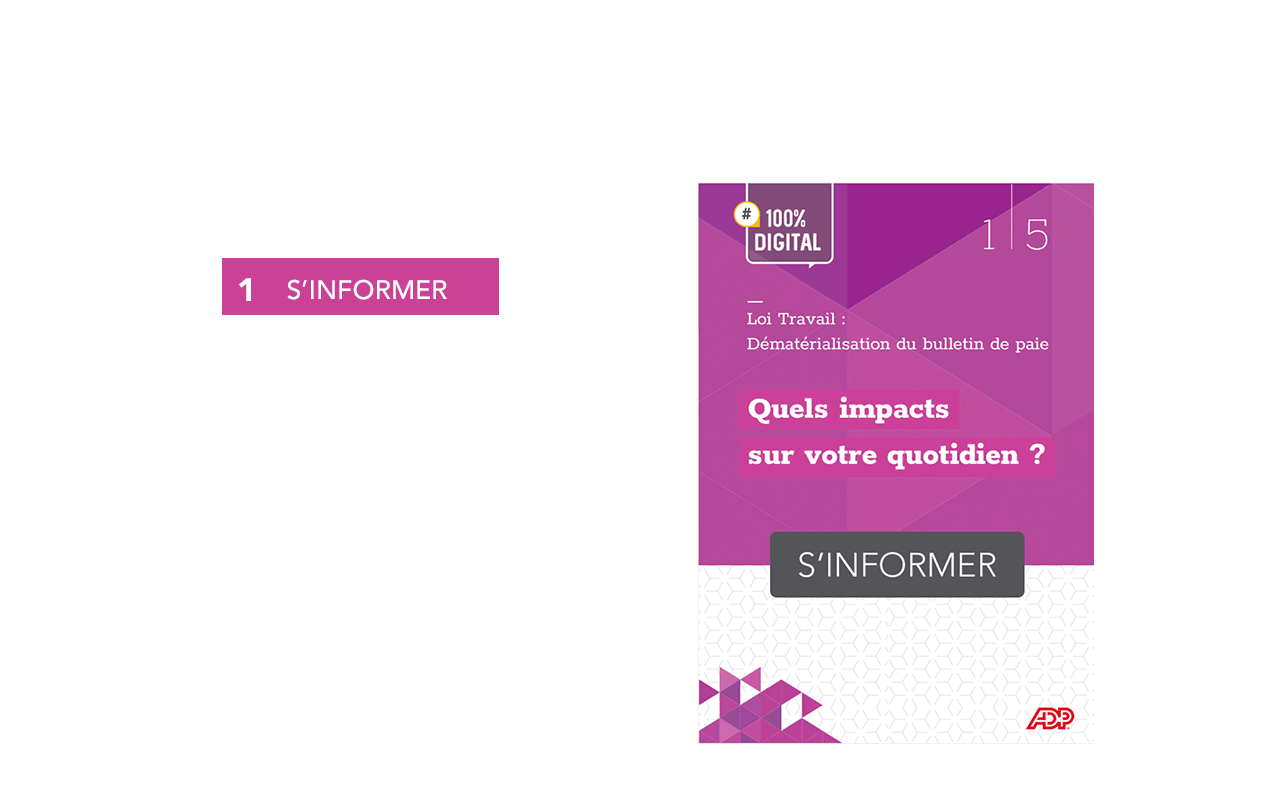 1 S’INFORMER
# 100%
DIGITAL
1 | 5
Loi Travail :
Dématérialisation du bulletin de paie
Quels impacts
sur votre quotidien ?
S’INFORMER
ADP